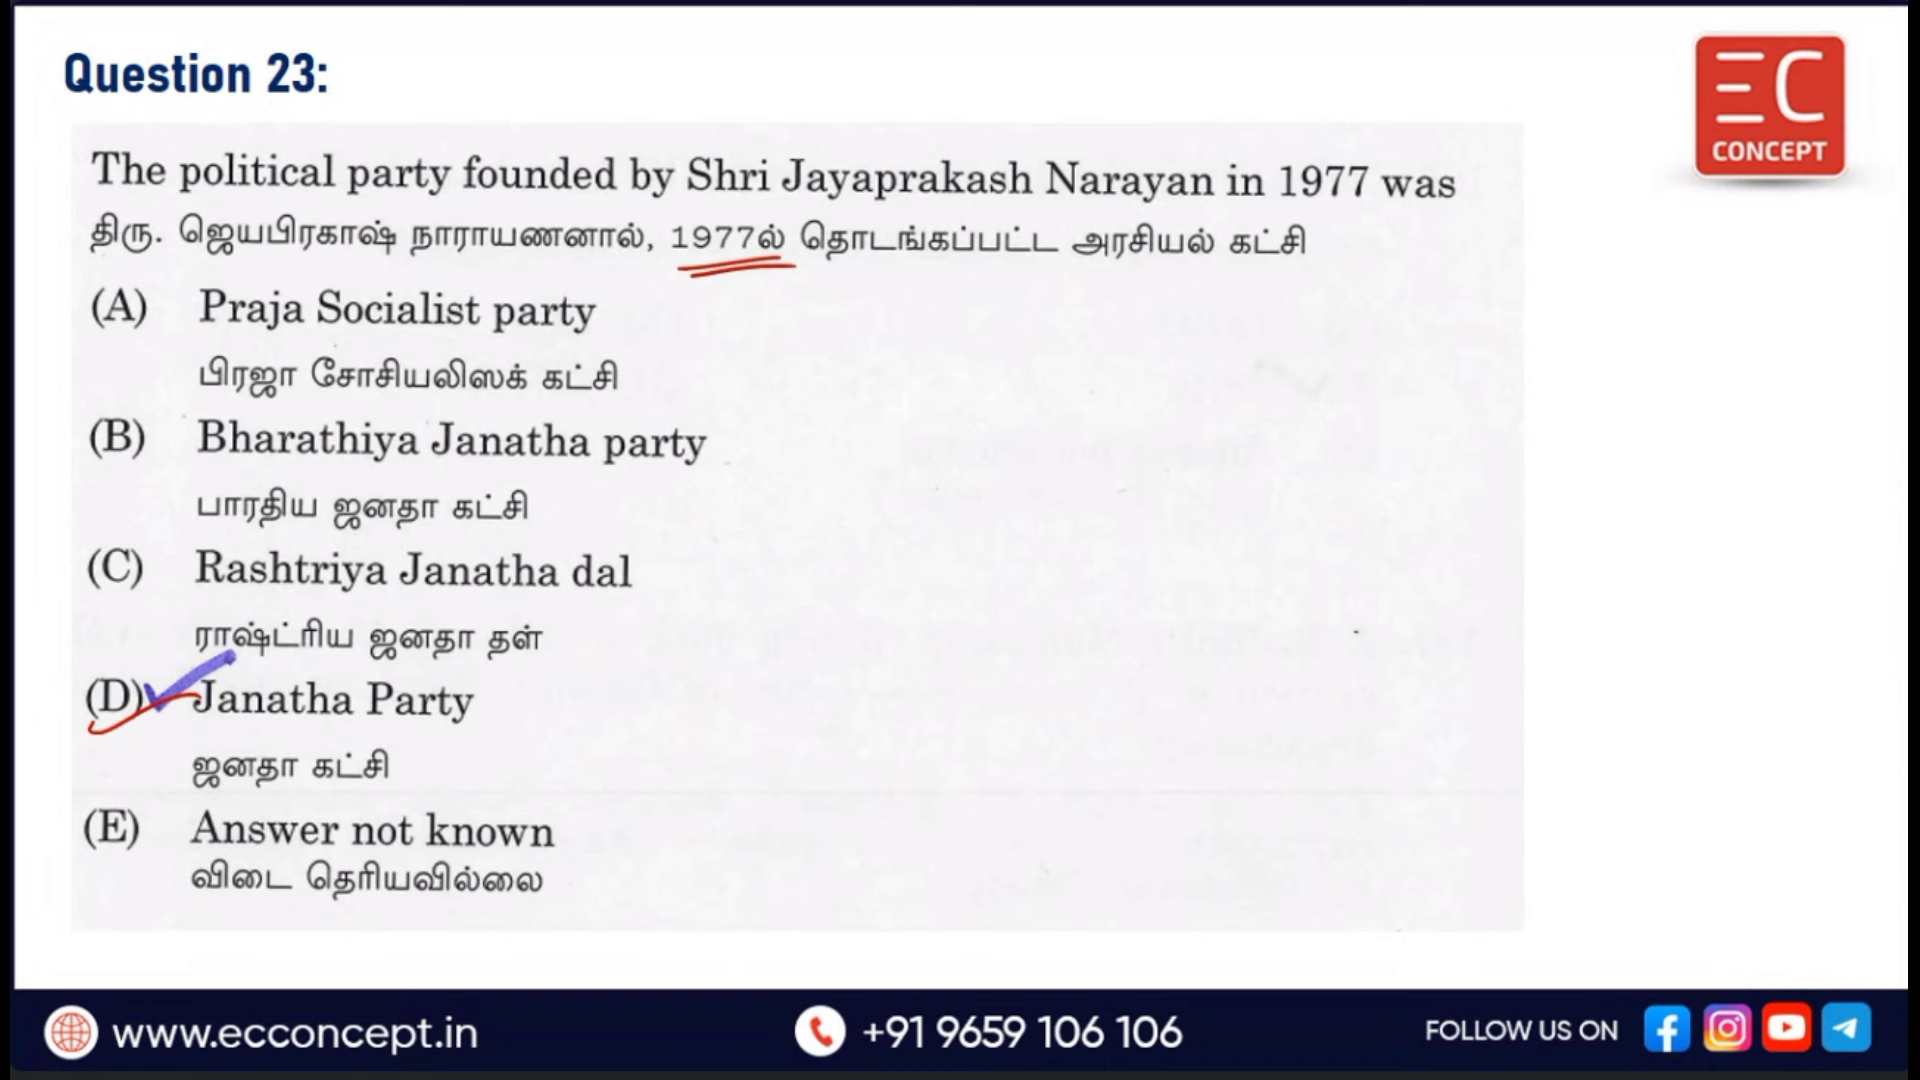 Question 23:
EC
CONCEPT
The political party founded by Shri Jayaprakash Narayan in 1977 was
திரு. ஜெயபிரகாஷ் நாராயணனால், 1977ல் தொடங்கப்பட்ட அரசியல் கட்சி
(A) Praja Socialist party
பிரஜா சோசியலிஸக் கட்சி
(B) Bharathiya Janatha party
பாரதிய ஜனதா கட்சி
(C) Rashtriya Janatha dal
ராஷ்ட்ரிய ஜனதா தள்
(D) Janatha Party
ஜனதா கட்சி
(E) Answer not known
விடை தெரியவில்லை
www.ecconcept.in +91 9659 106 106 FOLLOW US ON